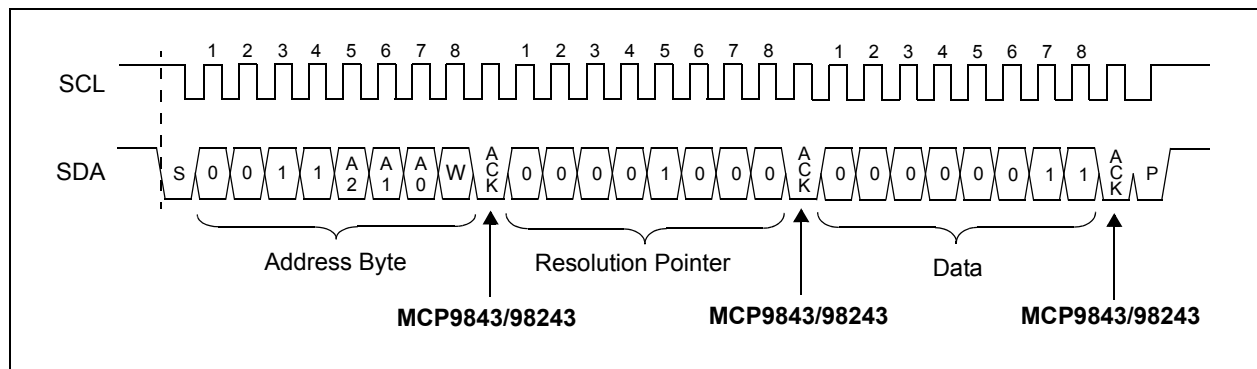 1 2 3 4 5 6 7 8 1 2 3 4 5 6 7 8 1 2 3 4 5 6 7 8
SCL
SDA S 0 0 1 1 A2 A1 A0 W ACK 0 0 0 0 1 0 0 0 ACK 0 0 0 0 0 0 1 1 ACK P
Address Byte Resolution Pointer Data
MCP9843/98243 MCP9843/98243 MCP9843/98243